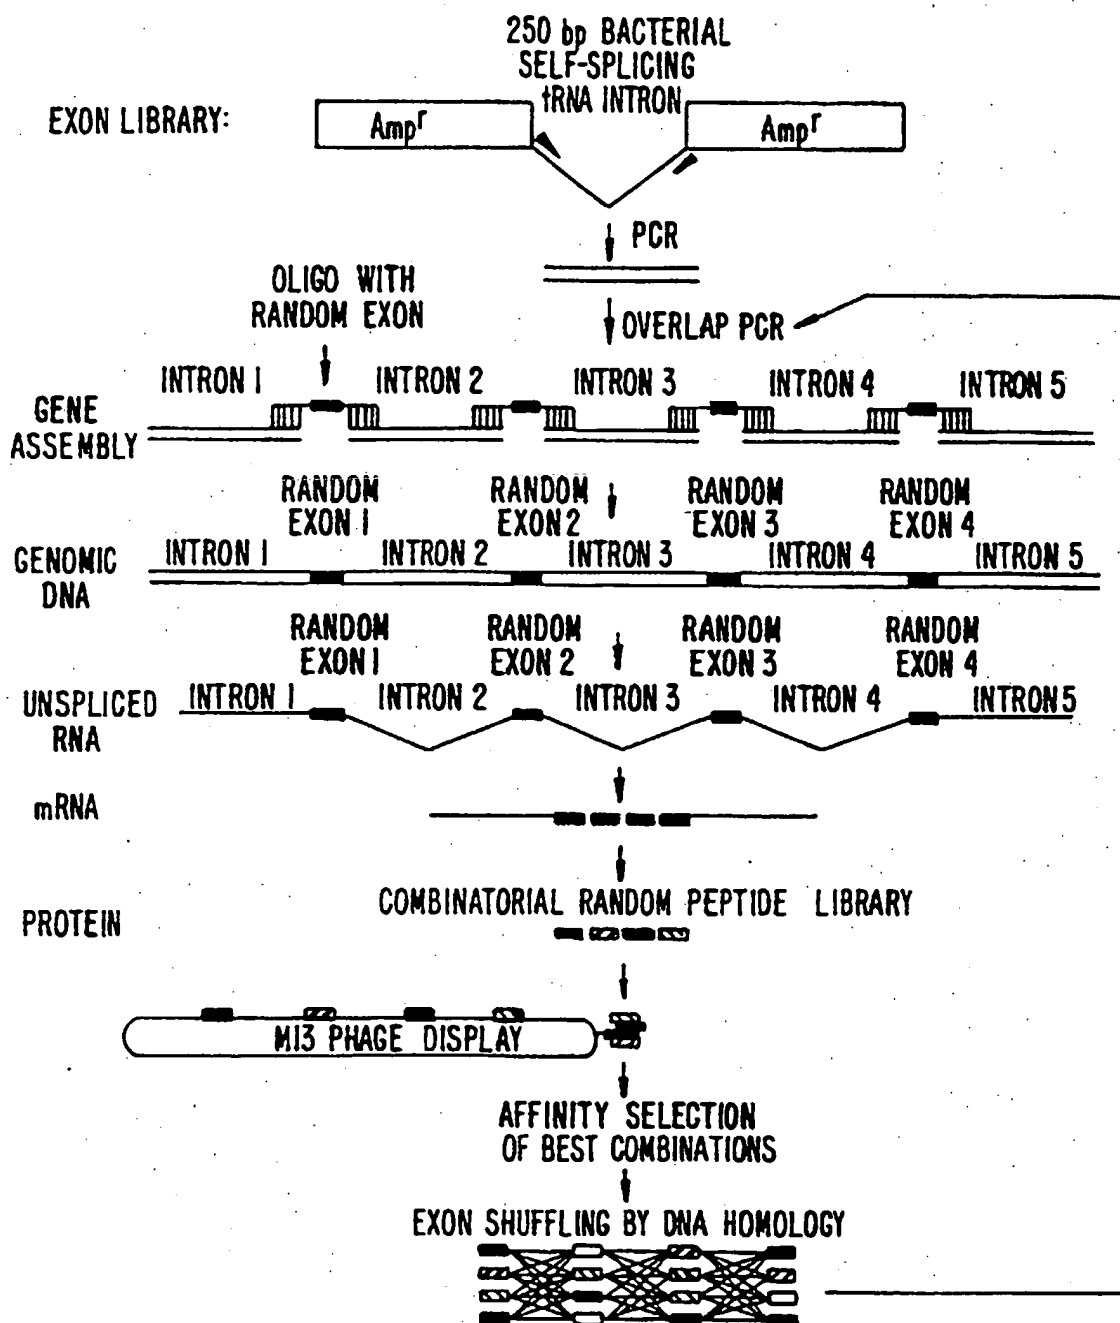 250 bp BACTERIAL
SELF-SPLICING
tRNA INTRON
EXON LIBRARY:
Ampr
Ampr
PCR
OLIGO WITH
RANDOM EXON
OVERLAP PCR
INTRON 1
INTRON 2
INTRON 3
INTRON 4
INTRON 5
GENE
ASSEMBLY
RANDOM
EXON 1
RANDOM
EXON 2
RANDOM
EXON 3
RANDOM
EXON 4
INTRON 1
INTRON 2
INTRON 3
INTRON 4
INTRON 5
GENOMIC
DNA
RANDOM
EXON 1
RANDOM
EXON 2
RANDOM
EXON 3
RANDOM
EXON 4
INTRON 1
INTRON 2
INTRON 3
INTRON 4
INTRON 5
UNSPLICED
RNA
mRNA
COMBINATORIAL RANDOM PEPTIDE LIBRARY
PROTEIN
M13 PHAGE DISPLAY
AFFINITY SELECTION
OF BEST COMBINATIONS
EXON SHUFFLING BY DNA HOMOLOGY